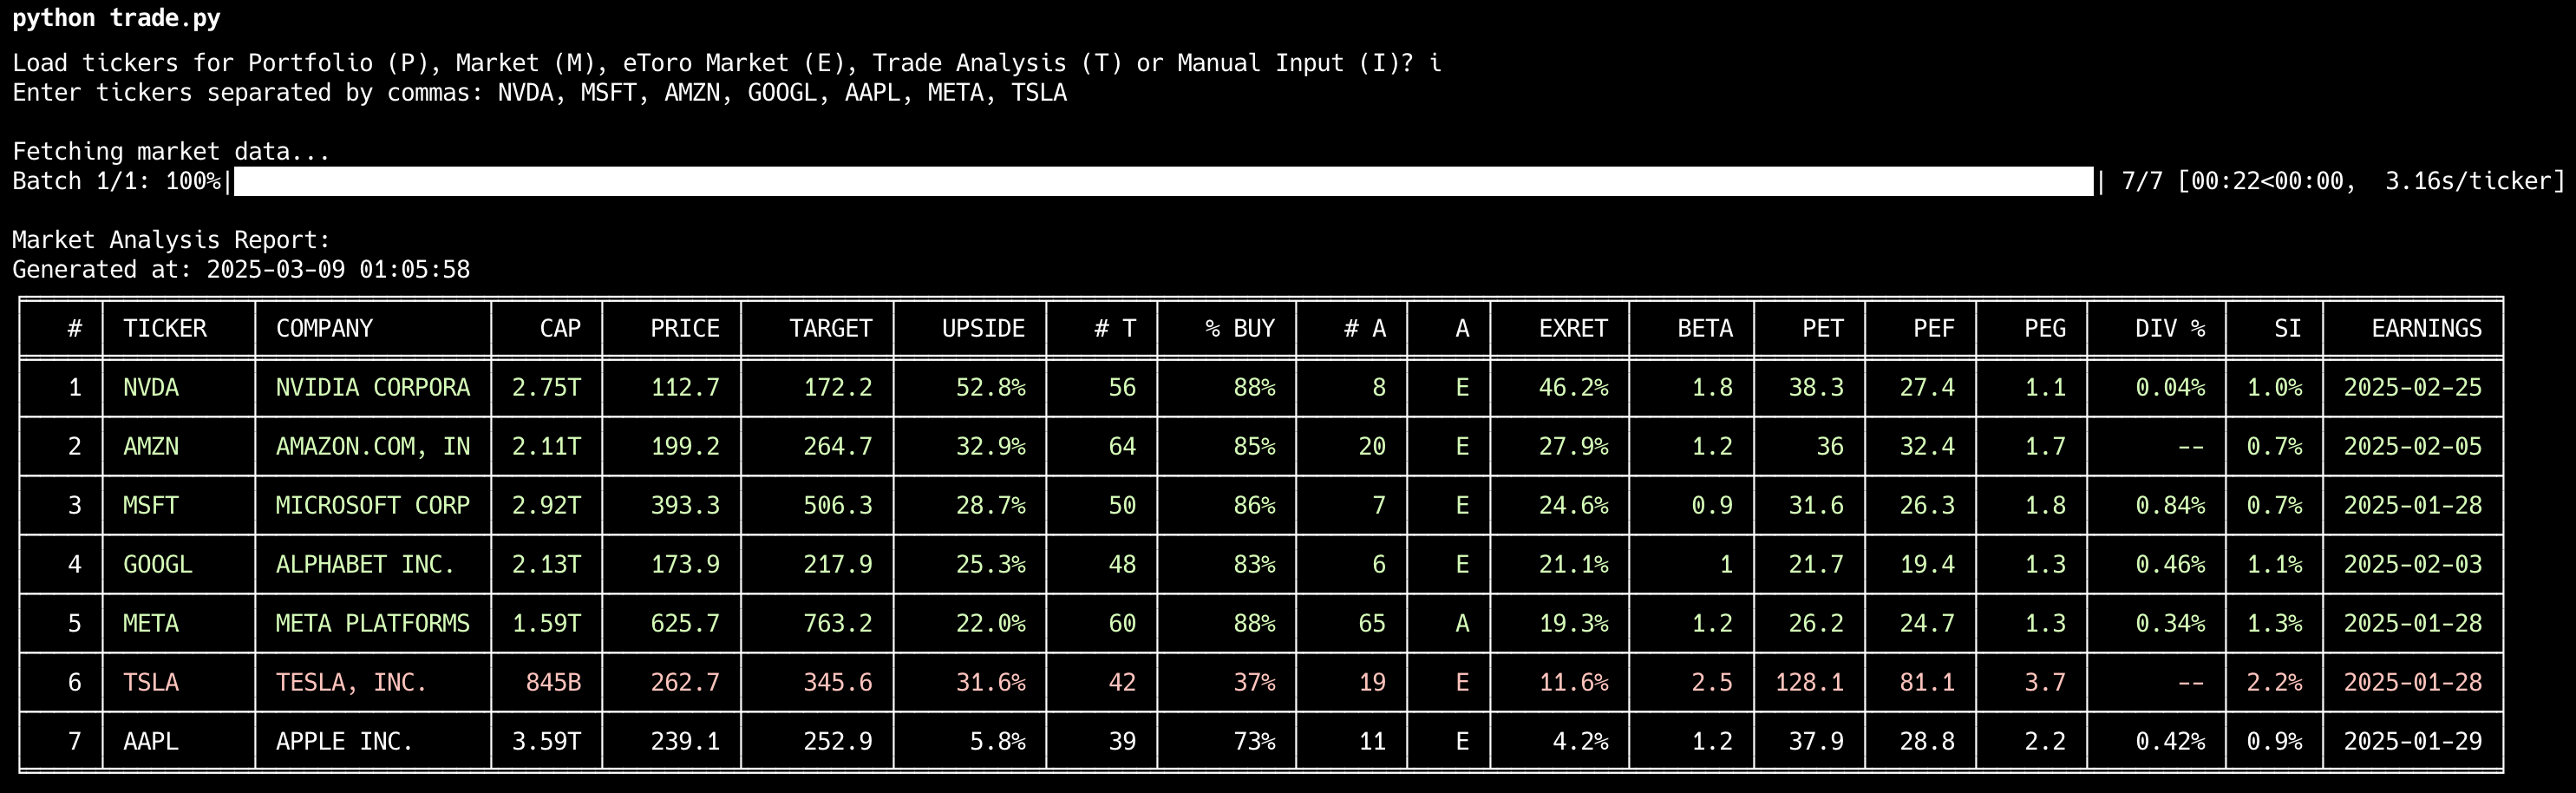 python trade.py
Load tickers for Portfolio (P), Market (M), eToro Market (E), Trade Analysis (T) or Manual Input (I)? i
Enter tickers separated by commas: NVDA, MSFT, AMZN, GOOGL, AAPL, META, TSLA
Fetching market data...
Batch 1/1: 100%| | 7/7 [00:22<00:00,  3.16s/ticker]
Market Analysis Report:
Generated at: 2025-03-09 01:05:58
# TICKER COMPANY CAP PRICE TARGET UPSIDE # T % BUY # A A EXRET BETA PET PEF PEG DIV % SI EARNINGS
1 NVDA NVIDIA CORPORA 2.75T 112.7 172.2 52.8% 56 88% 8 E 46.2% 1.8 38.3 27.4 1.1 0.04% 1.0% 2025-02-25
2 AMZN AMAZON.COM, IN 2.11T 199.2 264.7 32.9% 64 85% 20 E 27.9% 1.2 36 32.4 1.7 -- 0.7% 2025-02-05
3 MSFT MICROSOFT CORP 2.92T 393.3 506.3 28.7% 50 86% 7 E 24.6% 0.9 31.6 26.3 1.8 0.84% 0.7% 2025-01-28
4 GOOGL ALPHABET INC. 2.13T 173.9 217.9 25.3% 48 83% 6 E 21.1% 1 21.7 19.4 1.3 0.46% 1.1% 2025-02-03
5 META META PLATFORMS 1.59T 625.7 763.2 22.0% 60 88% 65 A 19.3% 1.2 26.2 24.7 1.3 0.34% 1.3% 2025-01-28
6 TSLA TESLA, INC. 845B 262.7 345.6 31.6% 42 37% 19 E 11.6% 2.5 128.1 81.1 3.7 -- 2.2% 2025-01-28
7 AAPL APPLE INC. 3.59T 239.1 252.9 5.8% 39 73% 11 E 4.2% 1.2 37.9 28.8 2.2 0.42% 0.9% 2025-01-29